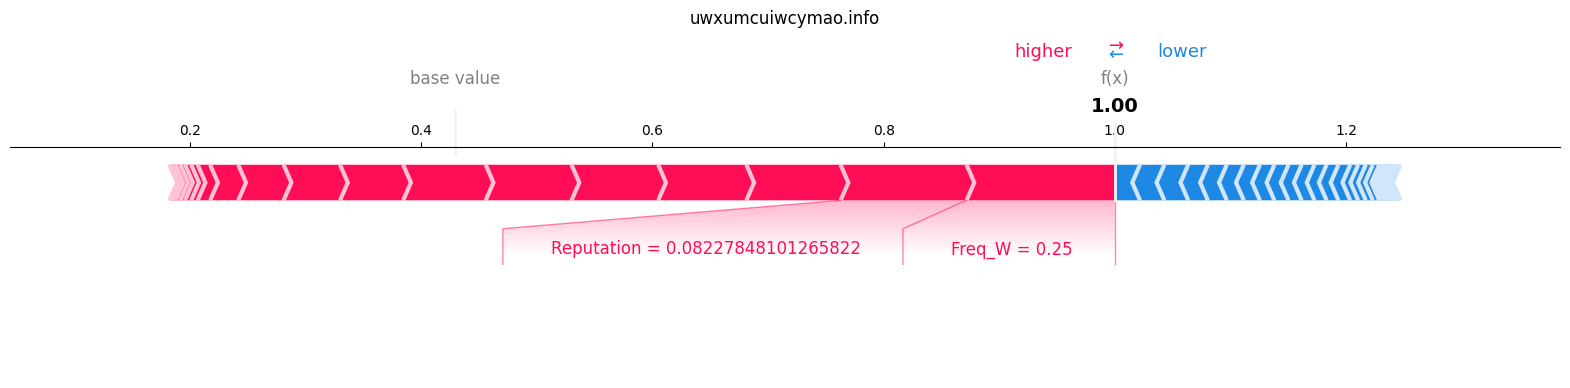 uwxumcuiwcymao.info
higher ⇄ lower
base value f(x)
1.00
0.2 0.4 0.6 0.8 1.0 1.2
Reputation = 0.08227848101265822 Freq_W = 0.25